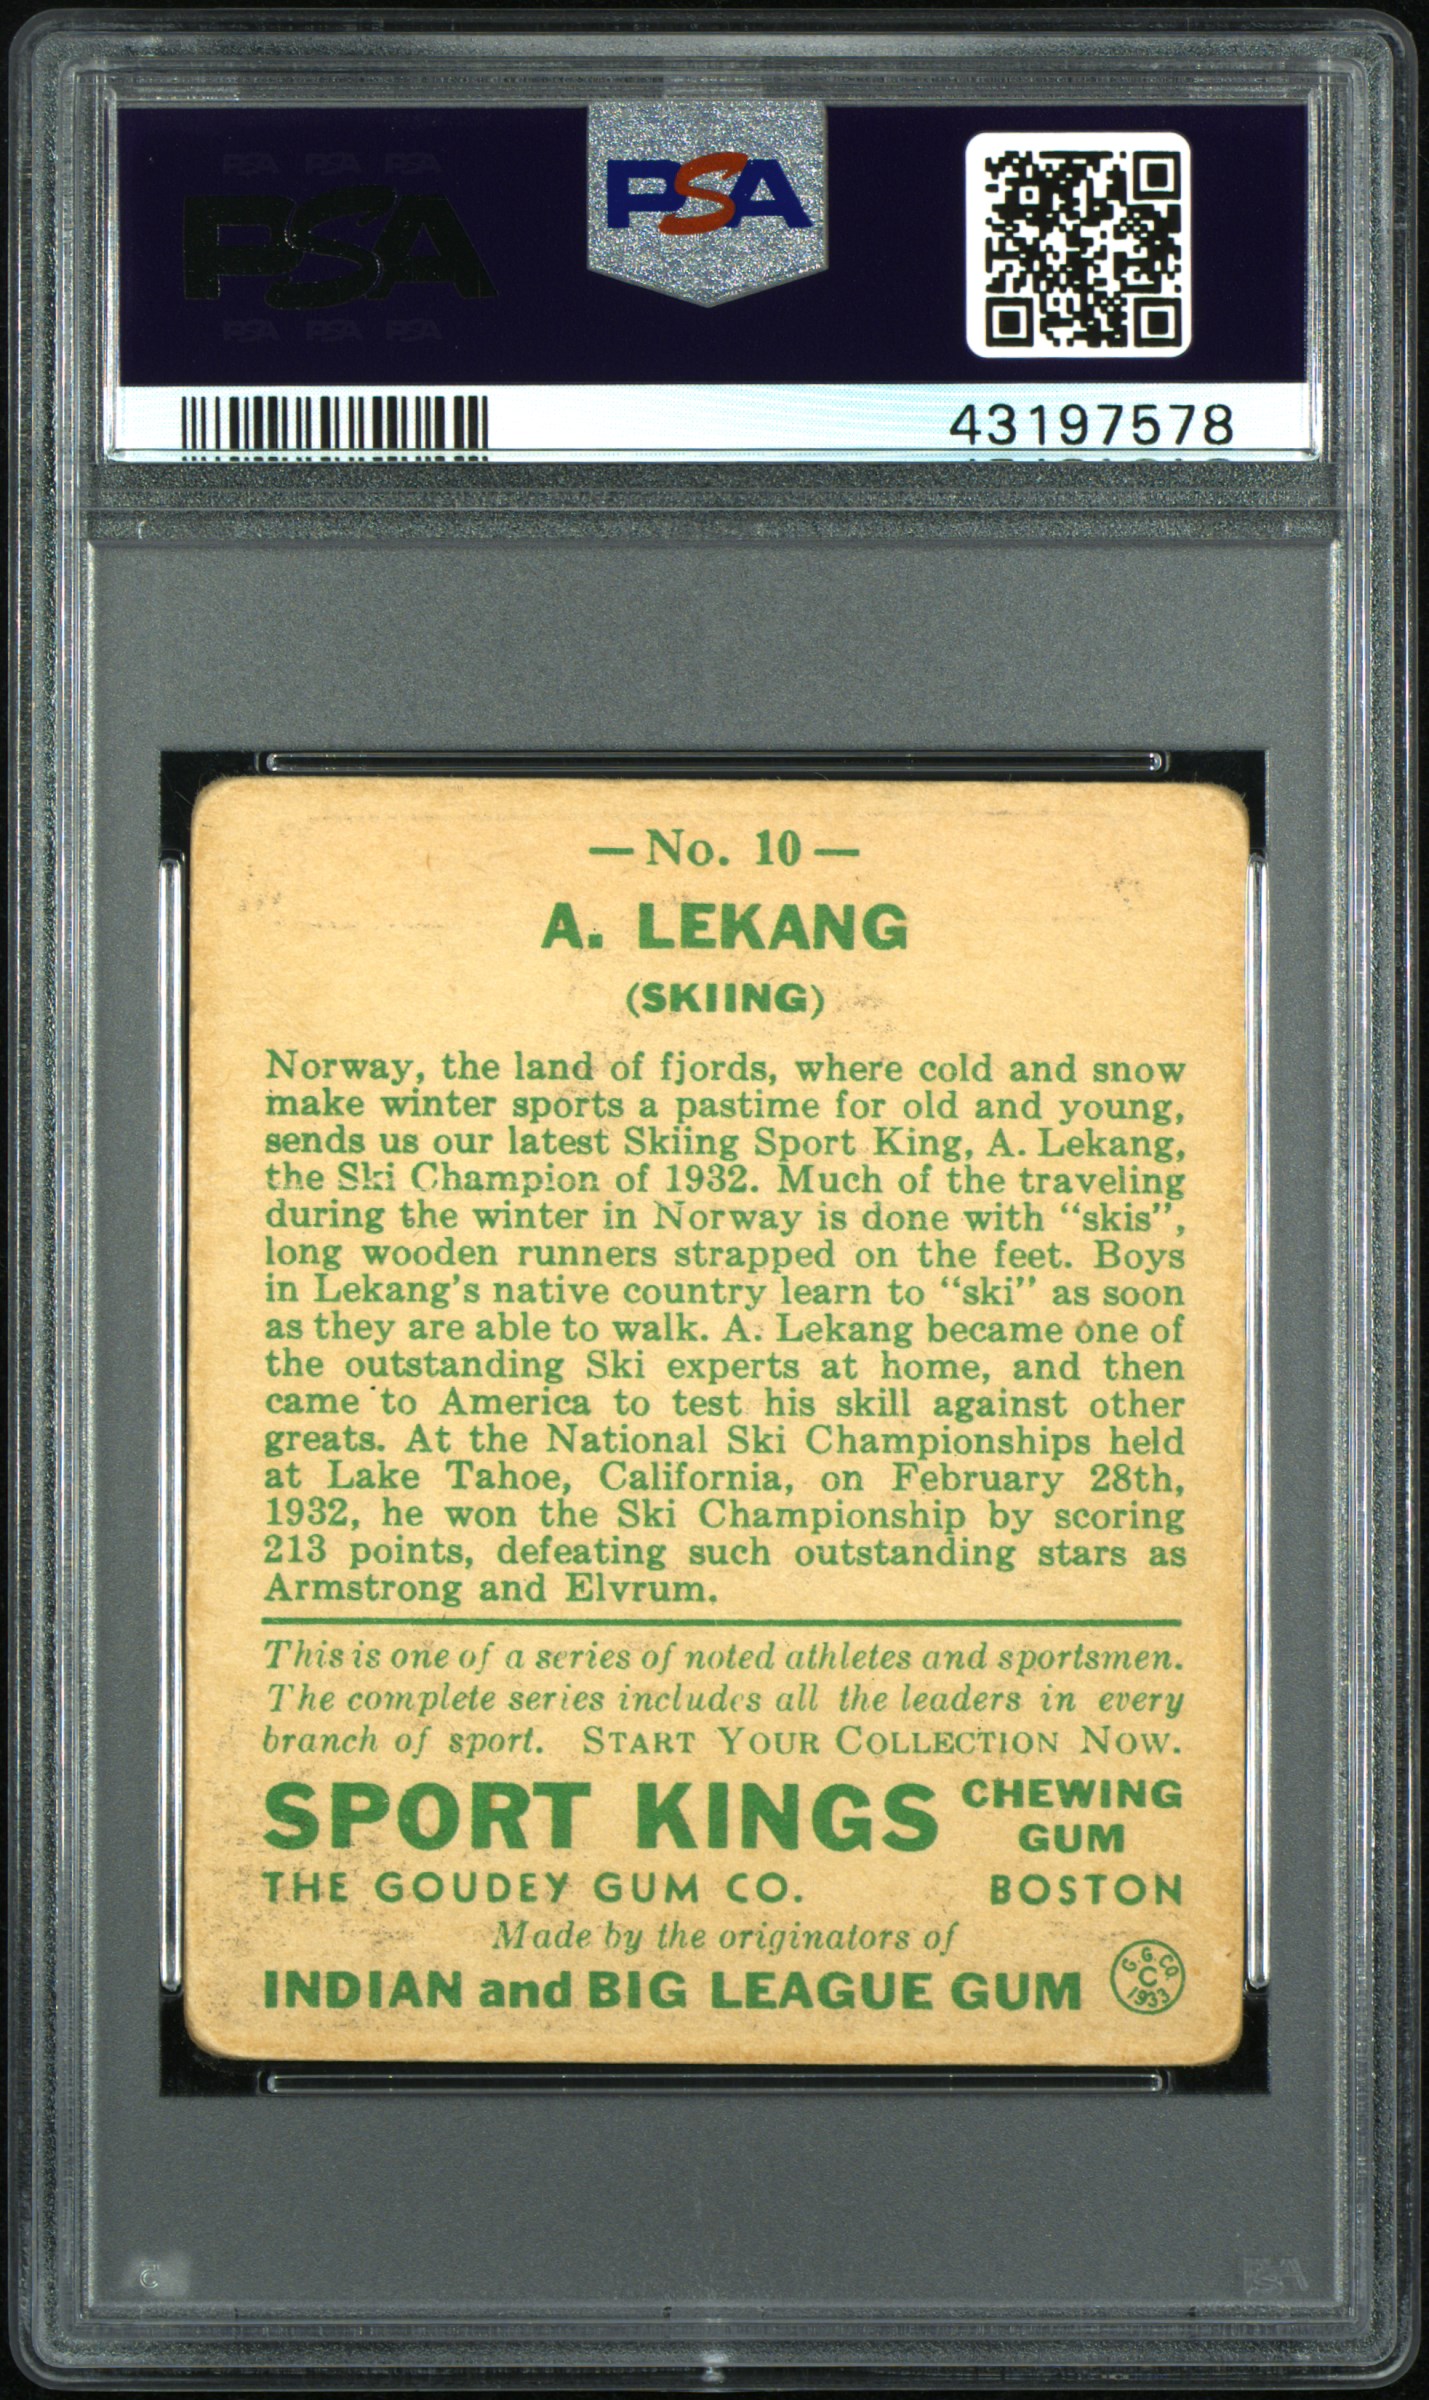 PSA PSA PSA
PSA
PSA PSA PSA
PSA
43197578
— No. 10 —
A. LEKANG
(SKIING)
Norway, the land of fjords, where cold and snow
make winter sports a pastime for old and young,
sends us our latest Skiing Sport King, A. Lekang,
the Ski Champion of 1932. Much of the traveling
during the winter in Norway is done with “skis”,
long wooden runners strapped on the feet. Boys
in Lekang’s native country learn to “ski” as soon
as they are able to walk. A. Lekang became one of
the outstanding Ski experts at home, and then
came to America to test his skill against other
greats. At the National Ski Championships held
at Lake Tahoe, California, on February 28th,
1932, he won the Ski Championship by scoring
213 points, defeating such outstanding stars as
Armstrong and Elvrum.
This is one of a series of noted athletes and sportsmen.
The complete series includes all the leaders in every
branch of sport. START YOUR COLLECTION NOW.
SPORT KINGS CHEWING GUM
THE GOUDEY GUM CO. BOSTON
Made by the originators of
INDIAN and BIG LEAGUE GUM
G. G. CO.
C
1933
C
PSA